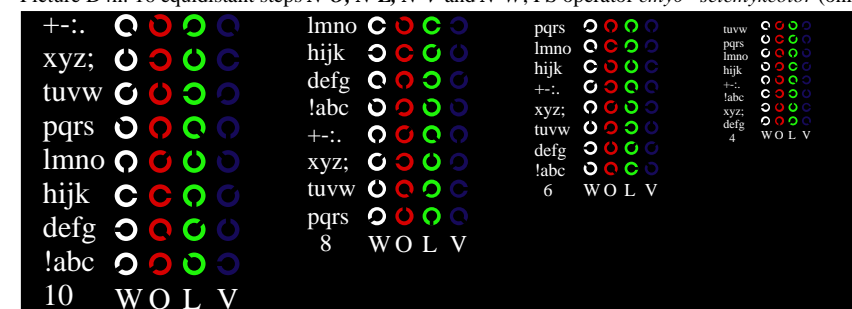 +-:.
xyz;
tuvw
pqrs
lmno
hijk
defg
!abc
10 W O L V
lmno
hijk
defg
!abc
+-:.
xyz;
tuvw
pqrs
8 W O L V
pqrs
lmno
hijk
+-:.
xyz;
tuvw
defg
!abc
6 W O L V
tuvw
pqrs
lmno
hijk
+-:.
!abc
xyz;
defg
4 W O L V